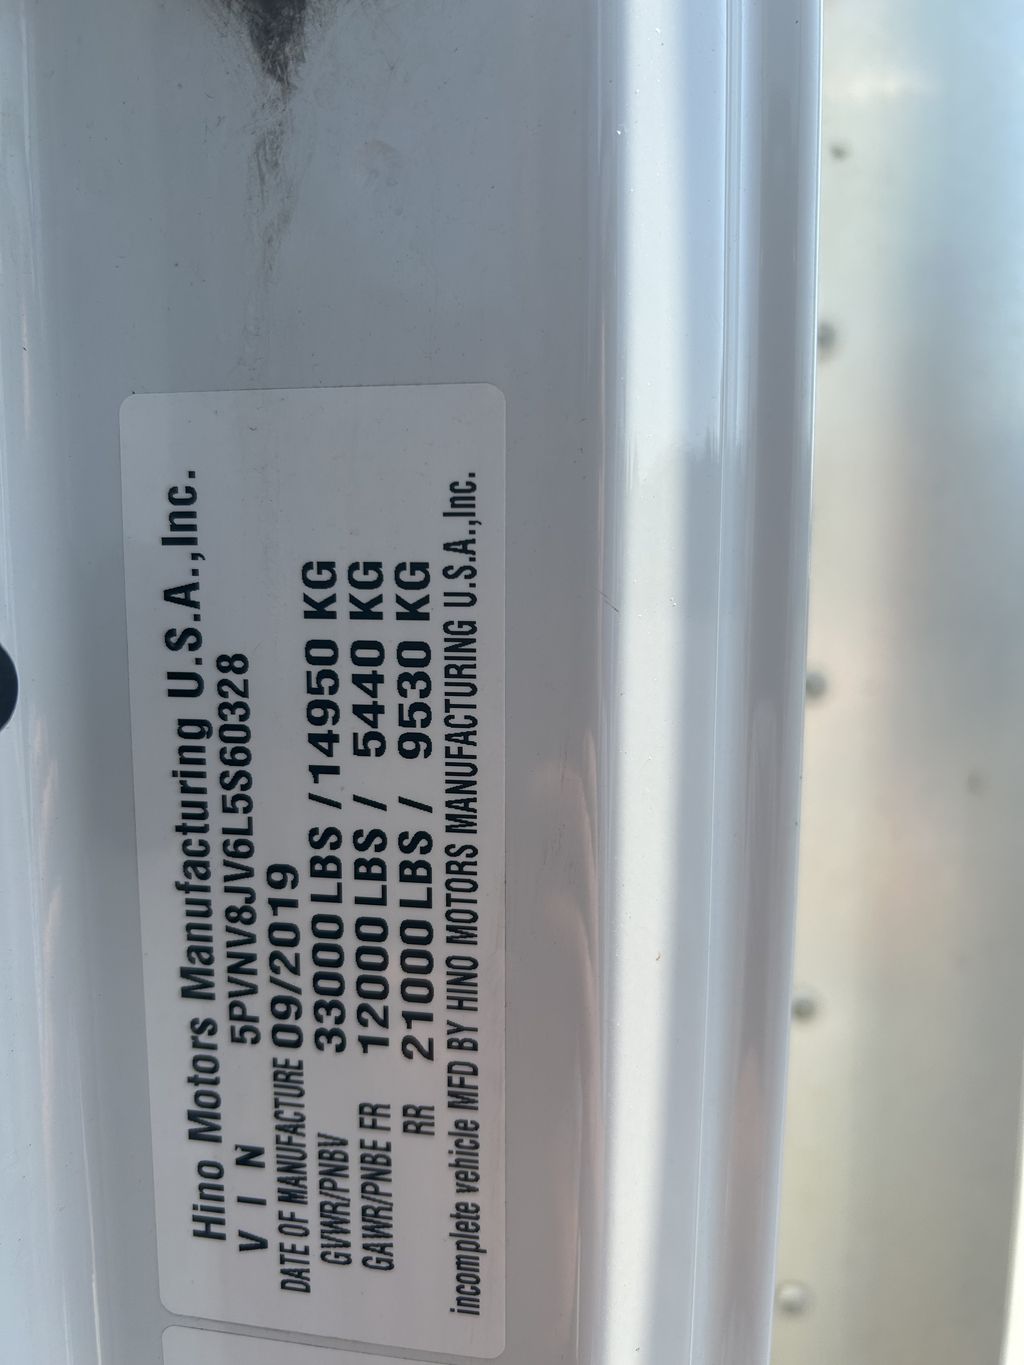 Hino Motors Manufacturing U.S.A.,Inc.
V I N 5PVNV8JV6L5S60328
DATE OF MANUFACTURE 09/2019
GVWR/PNBV 33000 LBS /14950 KG
GAWR/PNBE FR 12000 LBS / 5440 KG
RR 21000 LBS / 9530 KG
incomplete vehicle MFD BY HINO MOTORS MANUFACTURING U.S.A.,Inc.